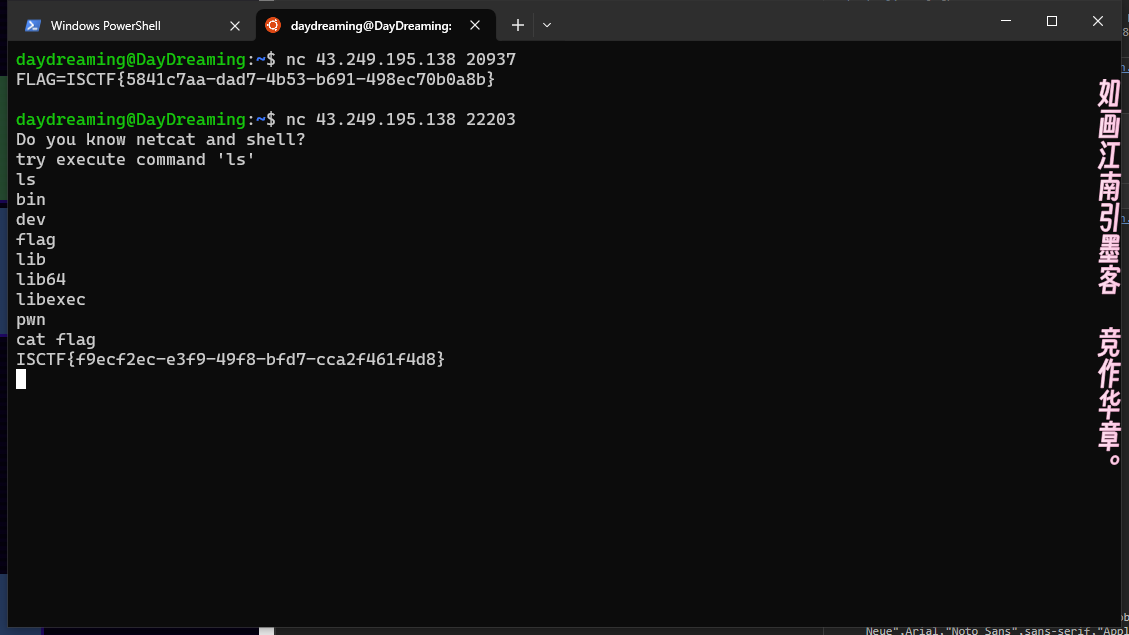 Windows PowerShell
daydreaming@DayDreaming:
daydreaming@DayDreaming:~$ nc 43.249.195.138 20937
FLAG=ISCTF{5841c7aa-dad7-4b53-b691-498ec70b0a8b}
daydreaming@DayDreaming:~$ nc 43.249.195.138 22203
Do you know netcat and shell?
try execute command 'ls'
ls
bin
dev
flag
lib
lib64
libexec
pwn
cat flag
ISCTF{f9ecf2ec-e3f9-49f8-bfd7-cca2f461f4d8}
如画江南引墨客 竞作华章。
Neue",Arial,"Noto Sans",sans-serif,"Appl